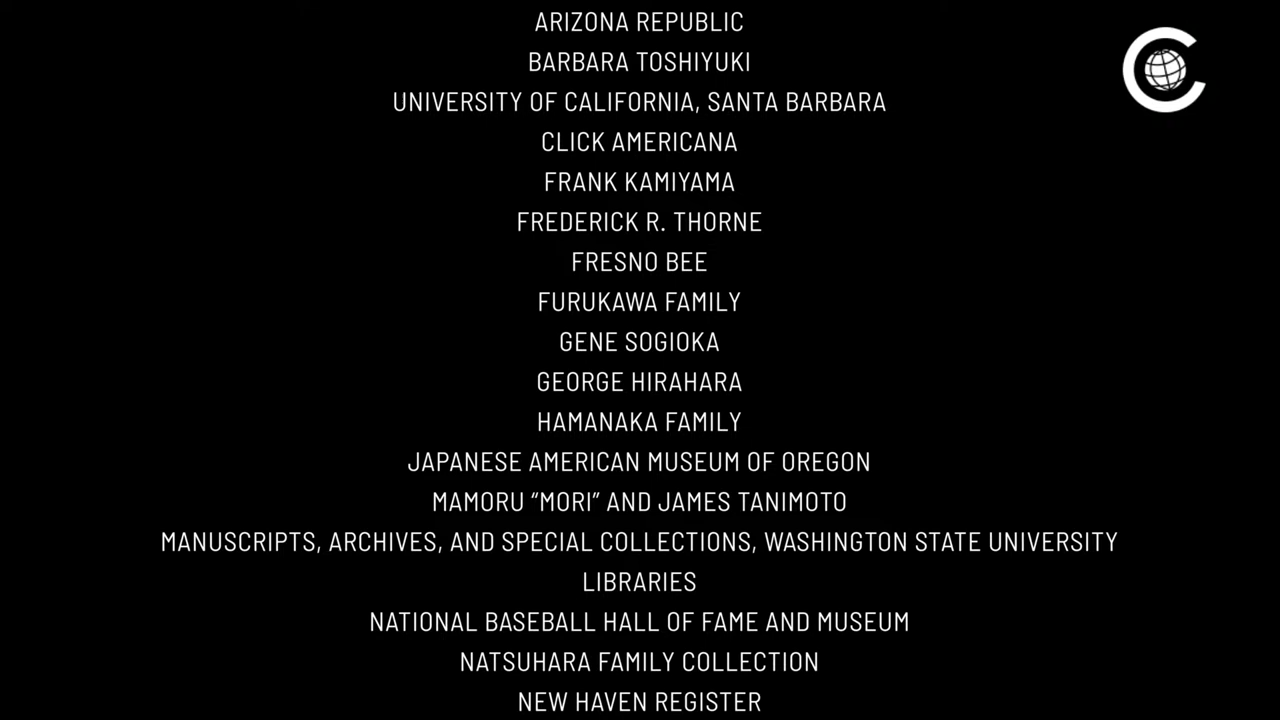 ARIZONA REPUBLIC
BARBARA TOSHIYUKI
UNIVERSITY OF CALIFORNIA, SANTA BARBARA
CLICK AMERICANA
FRANK KAMIYAMA
FREDERICK R. THORNE
FRESNO BEE
FURUKAWA FAMILY
GENE SOGIOKA
GEORGE HIRAHARA
HAMANAKA FAMILY
JAPANESE AMERICAN MUSEUM OF OREGON
MAMORU “MORI” AND JAMES TANIMOTO
MANUSCRIPTS, ARCHIVES, AND SPECIAL COLLECTIONS, WASHINGTON STATE UNIVERSITY
LIBRARIES
NATIONAL BASEBALL HALL OF FAME AND MUSEUM
NATSUHARA FAMILY COLLECTION
NEW HAVEN REGISTER